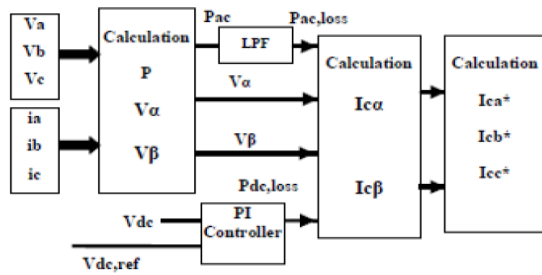 Va
Vb
Vc
ia
ib
ic
Calculation
P
Vα
Vβ
Pac
LPF
Pac,loss
Vα
Vβ
Pdc,loss
Vdc
Vdc,ref
PI
Controller
Calculation
Icα
Icβ
Calculation
Ica*
Icb*
Icc*